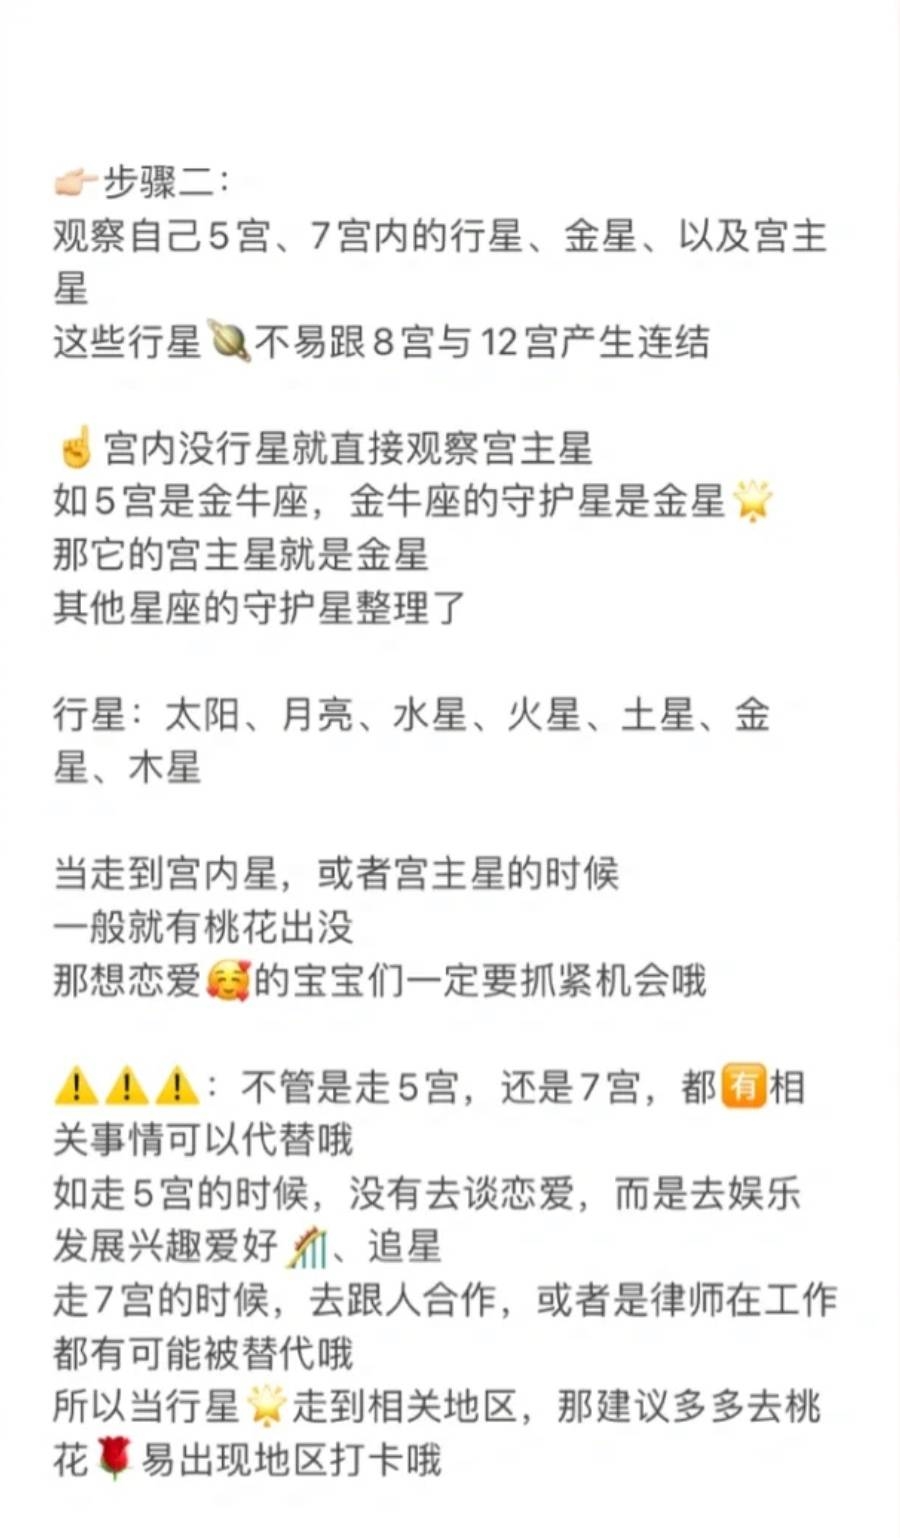 👉🏻步骤二：
观察自己5宫、7宫内的行星、金星、以及宫主
星
这些行星🪐不易跟8宫与12宫产生连结
☝️宫内没行星就直接观察宫主星
如5宫是金牛座，金牛座的守护星是金星🌟
那它的宫主星就是金星
其他星座的守护星整理了
行星：太阳、月亮、水星、火星、土星、金
星、木星
当走到宫内星，或者宫主星的时候
一般就有桃花出没
那想恋爱🥰的宝宝们一定要抓紧机会哦
⚠️⚠️⚠️：不管是走5宫，还是7宫，都🈶相
关事情可以代替哦
如走5宫的时候，没有去谈恋爱，而是去娱乐
发展兴趣爱好🎢、追星
走7宫的时候，去跟人合作，或者是律师在工作
都有可能被替代哦
所以当行星🌟走到相关地区，那建议多多去桃
花🌹易出现地区打卡哦